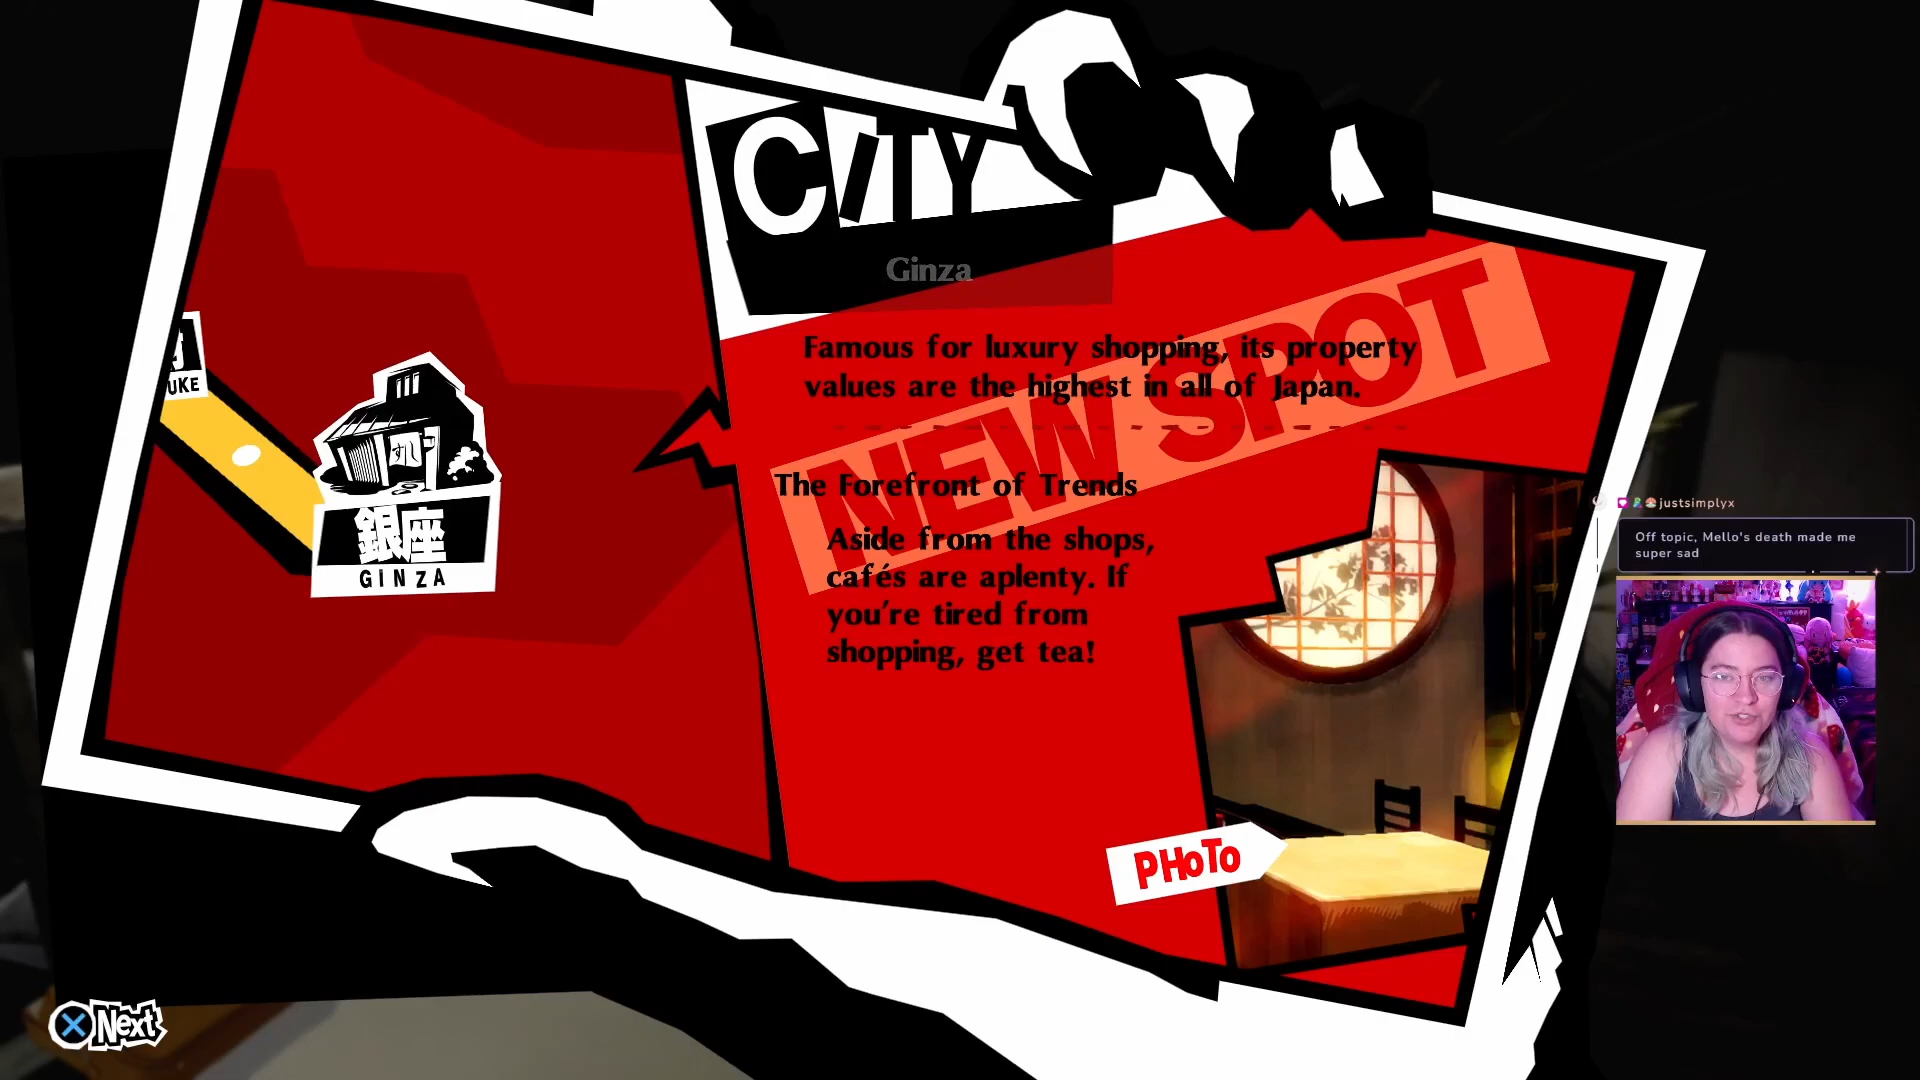 CITY
Ginza
NEW SPOT
Famous for luxury shopping, its property
values are the highest in all of Japan.
The Forefront of Trends
Aside from the shops,
cafés are aplenty. If
you're tired from
shopping, get tea!
UKE
銀座
GINZA
PHoTo
justsimplyx
Off topic, Mello's death made me
super sad
Next